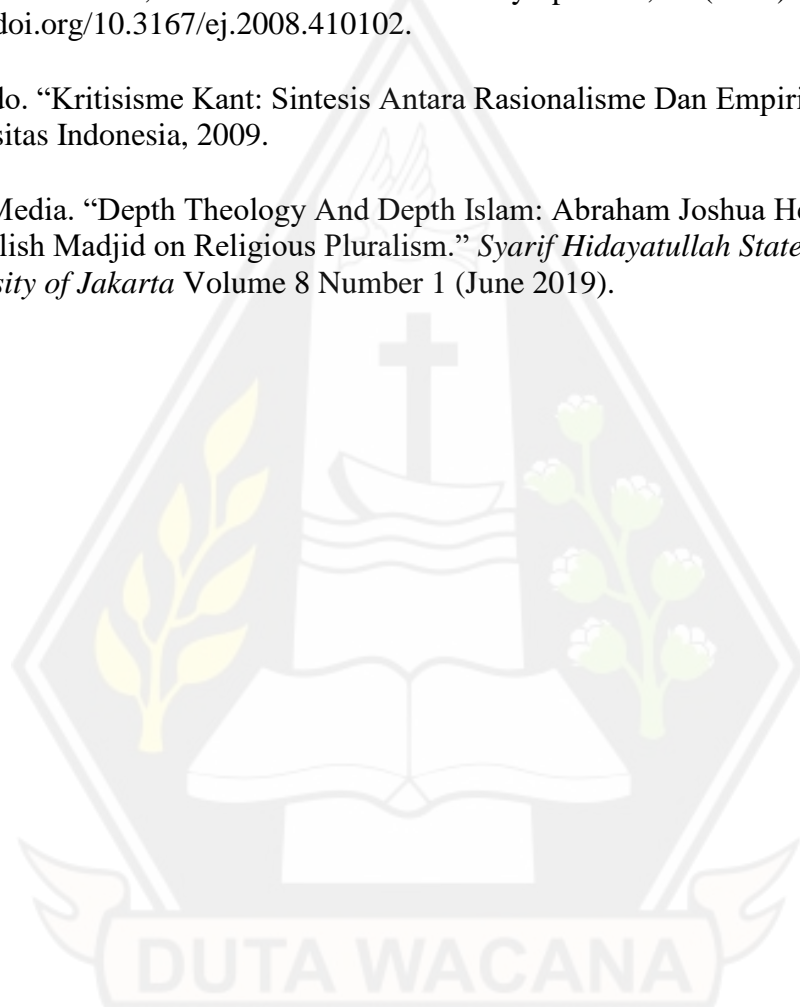 doi.org/10.3167/ej.2008.410102.
do. “Kritisisme Kant: Sintesis Antara Rasionalisme Dan Empiri
sitas Indonesia, 2009.
Media. “Depth Theology And Depth Islam: Abraham Joshua He
lish Madjid on Religious Pluralism.” Syarif Hidayatullah State
sity of Jakarta Volume 8 Number 1 (June 2019).
DUTA WACANA